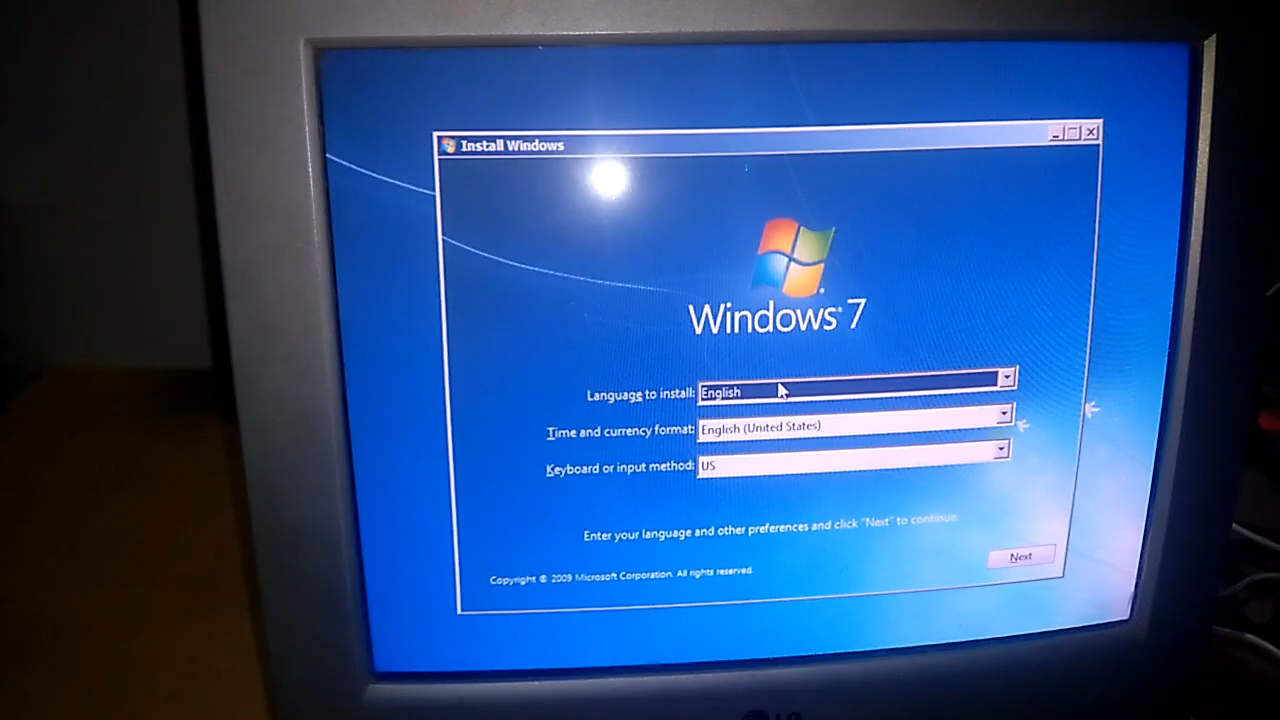 Install Windows
Windows® 7
Language to install: English
Time and currency format: English (United States)
Keyboard or input method: US
Enter your language and other preferences and click "Next" to continue.
Next
Copyright © 2009 Microsoft Corporation. All rights reserved.
LG